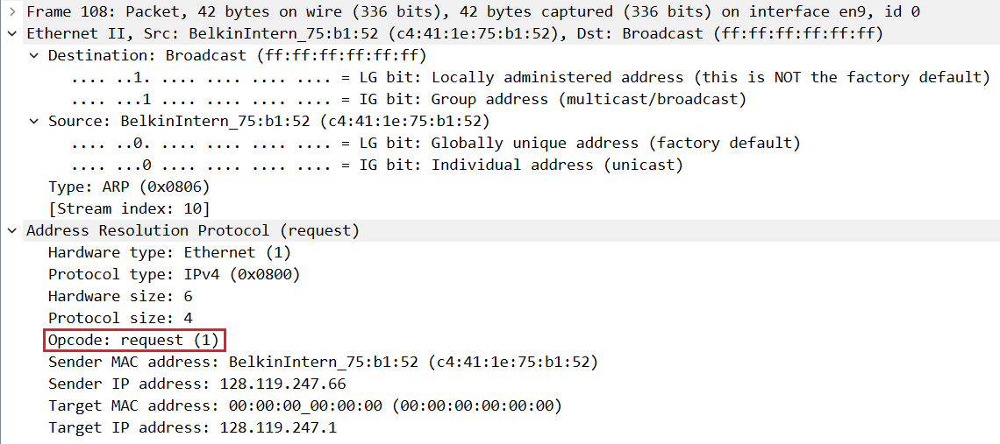 Frame 108: Packet, 42 bytes on wire (336 bits), 42 bytes captured (336 bits) on interface en9, id 0
Ethernet II, Src: BelkinIntern_75:b1:52 (c4:41:1e:75:b1:52), Dst: Broadcast (ff:ff:ff:ff:ff:ff)
Destination: Broadcast (ff:ff:ff:ff:ff:ff)
.... ..1. .... .... .... .... = LG bit: Locally administered address (this is NOT the factory default)
.... ...1 .... .... .... .... = IG bit: Group address (multicast/broadcast)
Source: BelkinIntern_75:b1:52 (c4:41:1e:75:b1:52)
.... ..0. .... .... .... .... = LG bit: Globally unique address (factory default)
.... ...0 .... .... .... .... = IG bit: Individual address (unicast)
Type: ARP (0x0806)
[Stream index: 10]
Address Resolution Protocol (request)
Hardware type: Ethernet (1)
Protocol type: IPv4 (0x0800)
Hardware size: 6
Protocol size: 4
Opcode: request (1)
Sender MAC address: BelkinIntern_75:b1:52 (c4:41:1e:75:b1:52)
Sender IP address: 128.119.247.66
Target MAC address: 00:00:00_00:00:00 (00:00:00:00:00:00)
Target IP address: 128.119.247.1